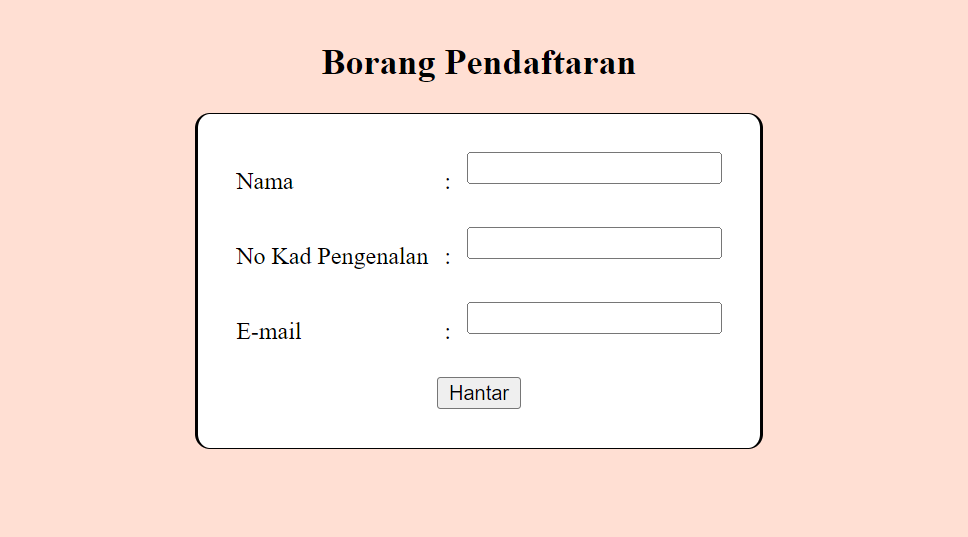 Borang Pendaftaran
Nama :
No Kad Pengenalan :
E-mail :
Hantar